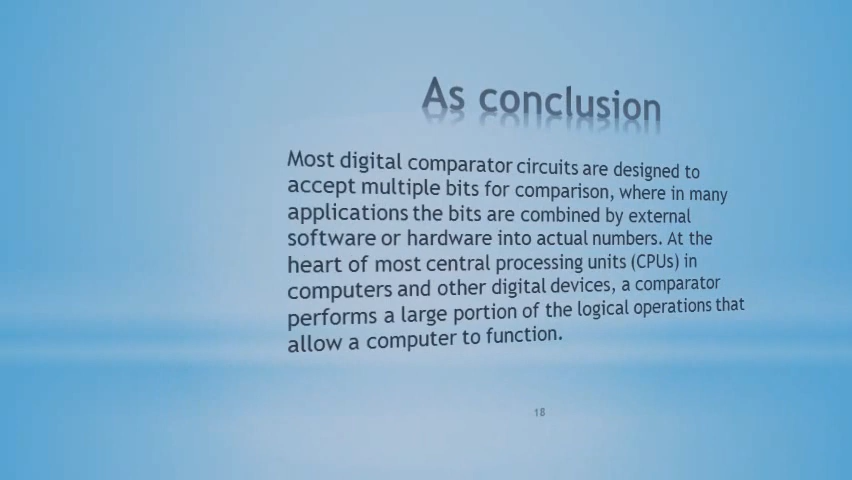 As conclusion
Most digital comparator circuits are designed to
accept multiple bits for comparison, where in many
applications the bits are combined by external
software or hardware into actual numbers. At the
heart of most central processing units (CPUs) in
computers and other digital devices, a comparator
performs a large portion of the logical operations that
allow a computer to function.
18